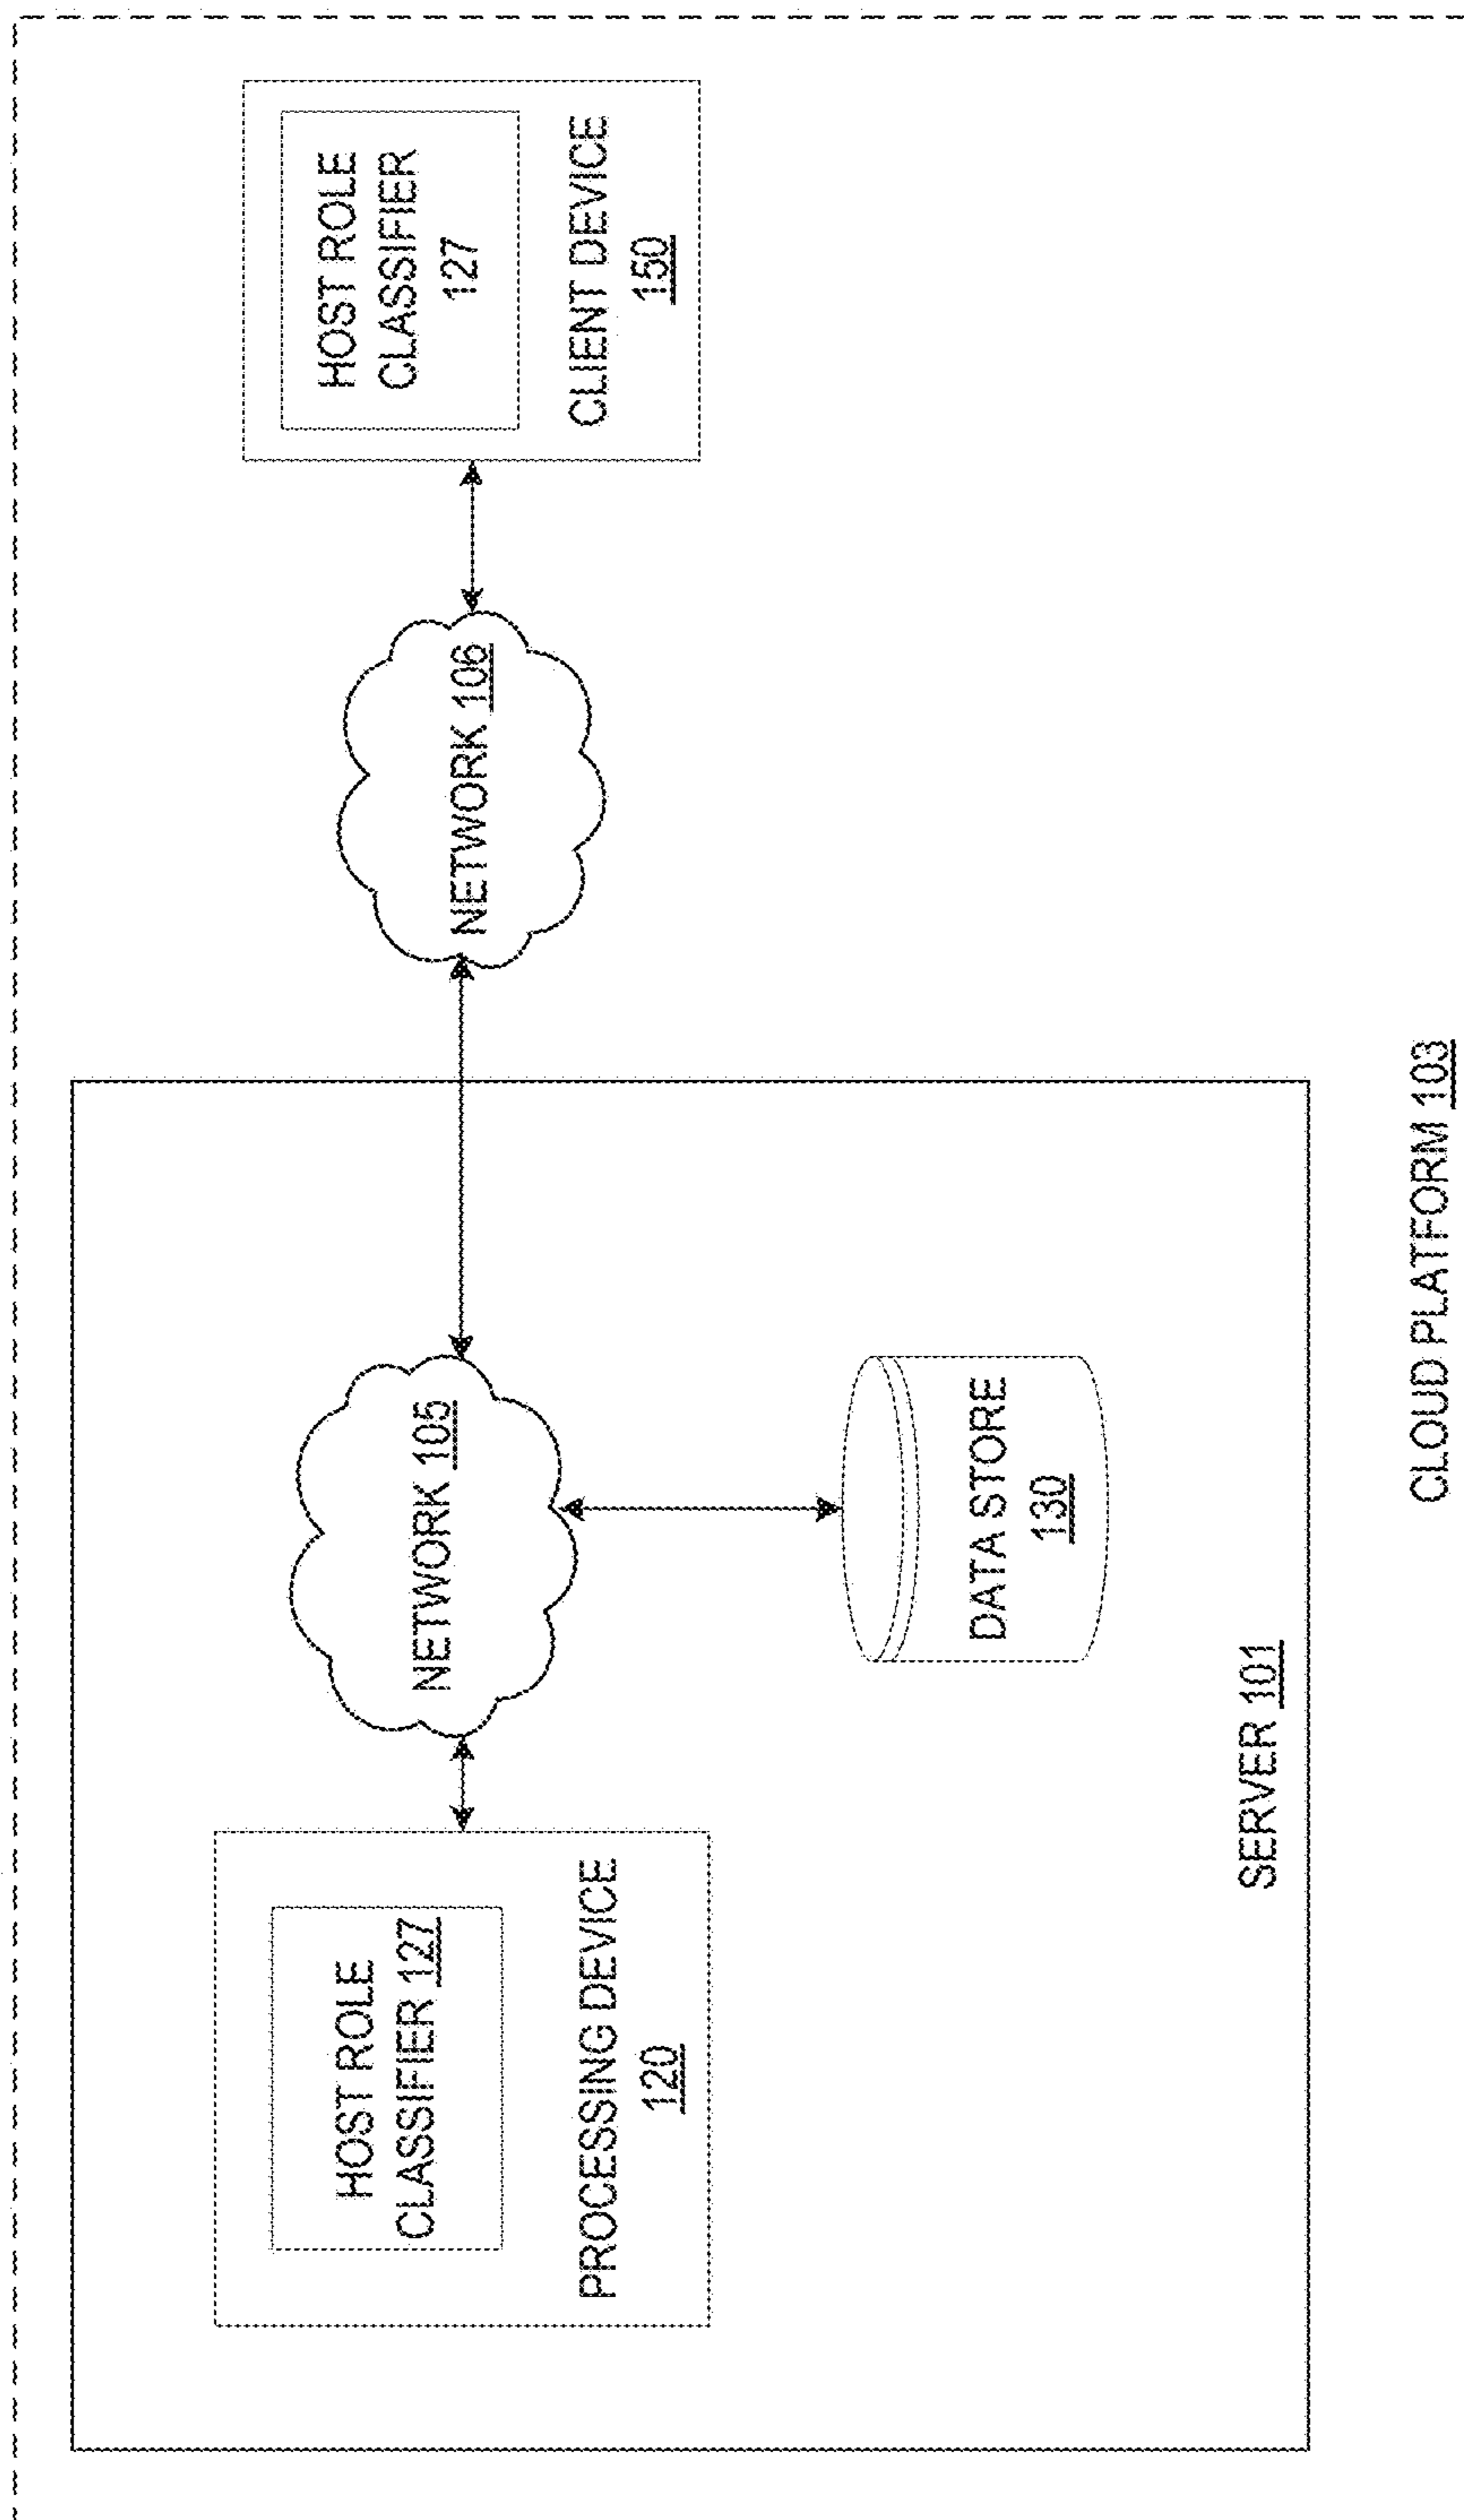 HOST ROLE
CLASSIFIER 127
PROCESSING DEVICE
120
NETWORK 105
DATA STORE
130
SERVER 101
NETWORK 106
HOST ROLE
CLASSIFIER
127
CLIENT DEVICE
150
CLOUD PLATFORM 103